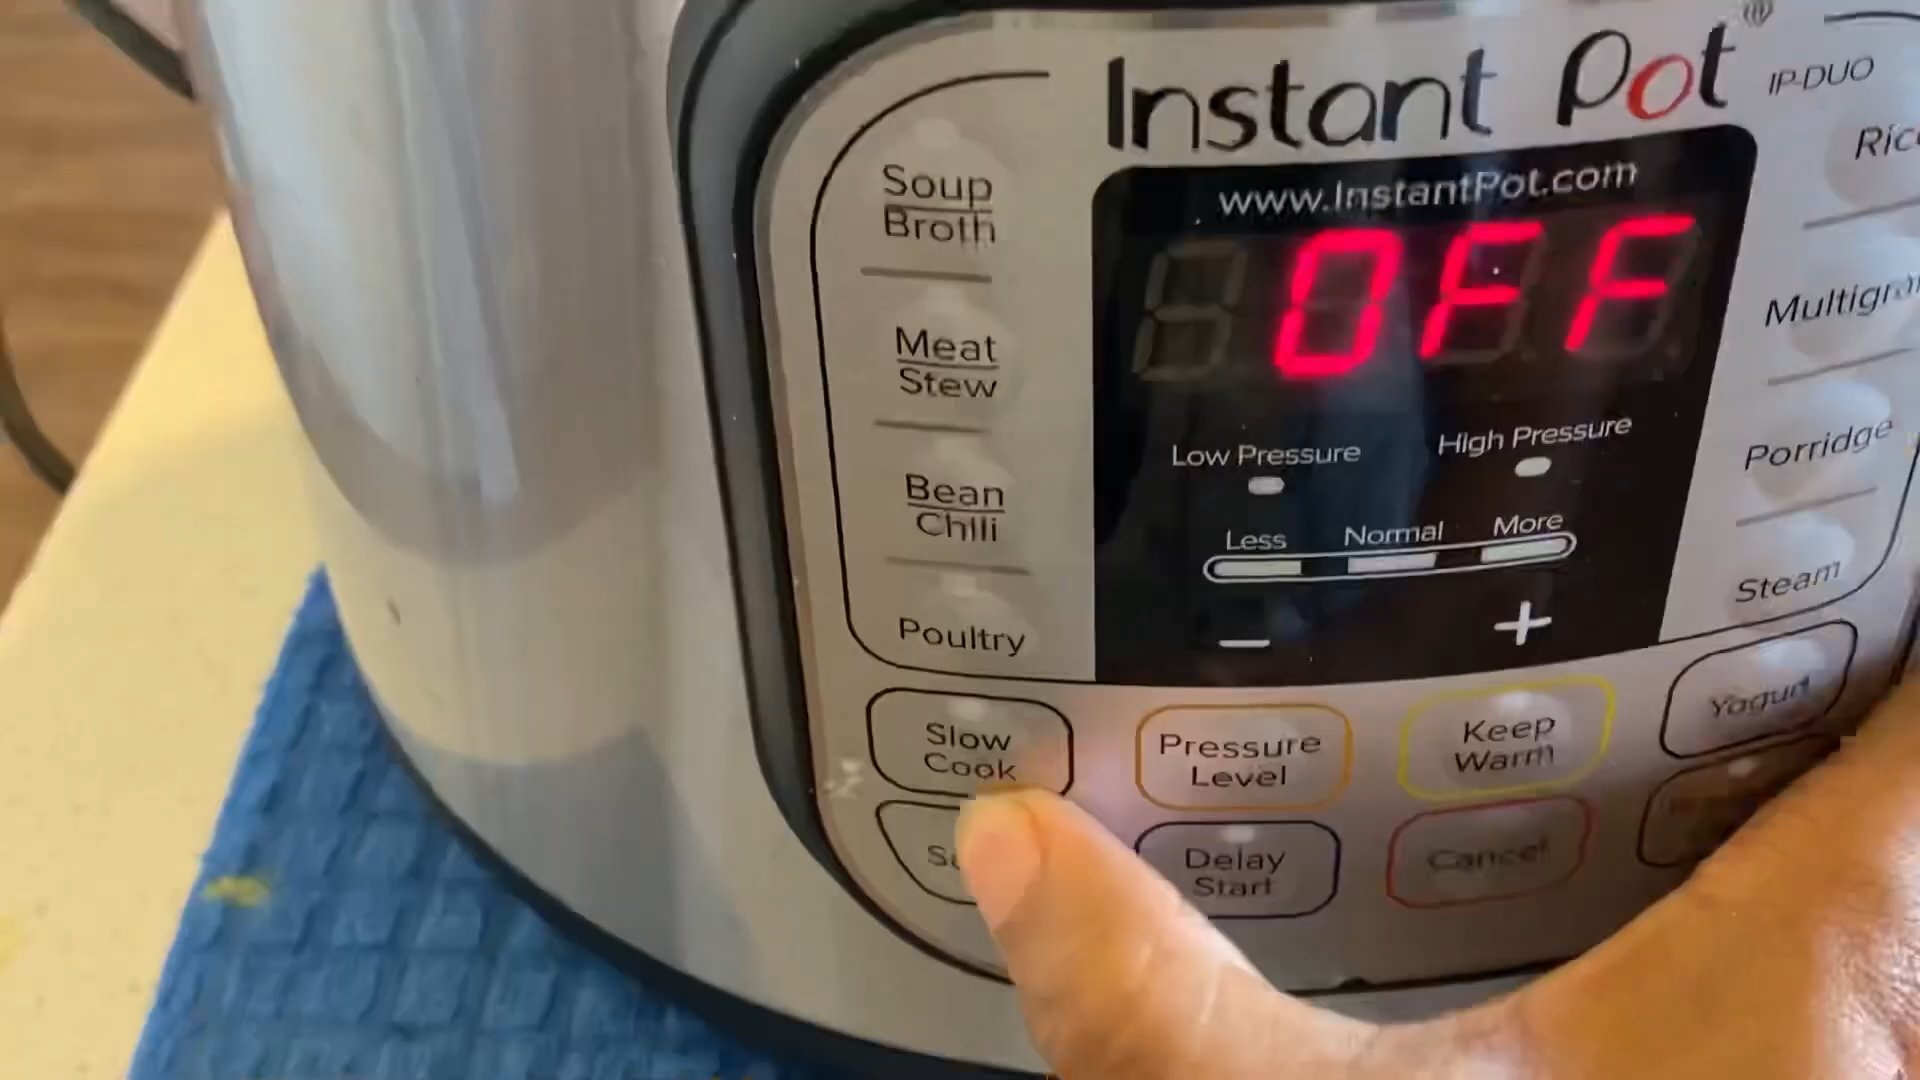 Instant Pot
IP-DUO
www.InstantPot.com
OFF
Soup
Broth
Meat
Stew
Bean
Chili
Poultry
Low Pressure
High Pressure
Less
Normal
More
−
+
Porridge
Steam
Slow
Cook
Pressure
Level
Keep
Warm
Yogurt
Delay
Start
Cancel